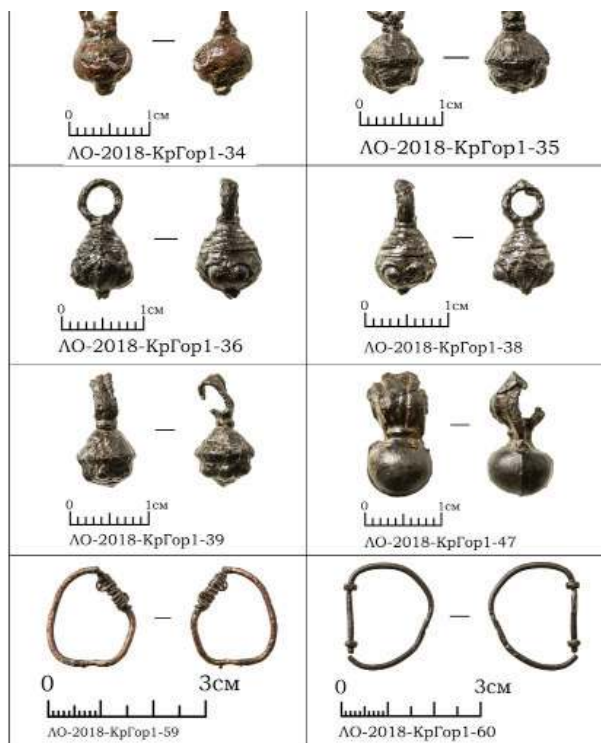 0 1см
0 1см
ЛО-2018-КрГор1-34
ЛО-2018-КрГор1-35
0 1см
0 1см
ЛО-2018-КрГор1-36
ЛО-2018-КрГор1-38
0 1см
0 1см
ЛО-2018-КрГор1-39
ЛО-2018-КрГор1-47
0 3см
0 3см
ЛО-2018-КрГор1-59
ЛО-2018-КрГор1-60